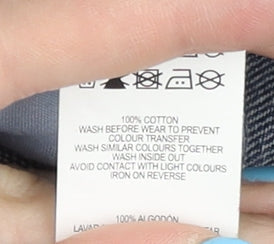 100% COTTON
WASH BEFORE WEAR TO PREVENT
COLOUR TRANSFER
WASH SIMILAR COLOURS TOGETHER
WASH INSIDE OUT
AVOID CONTACT WITH LIGHT COLOURS
IRON ON REVERSE
100% ALGODÓN